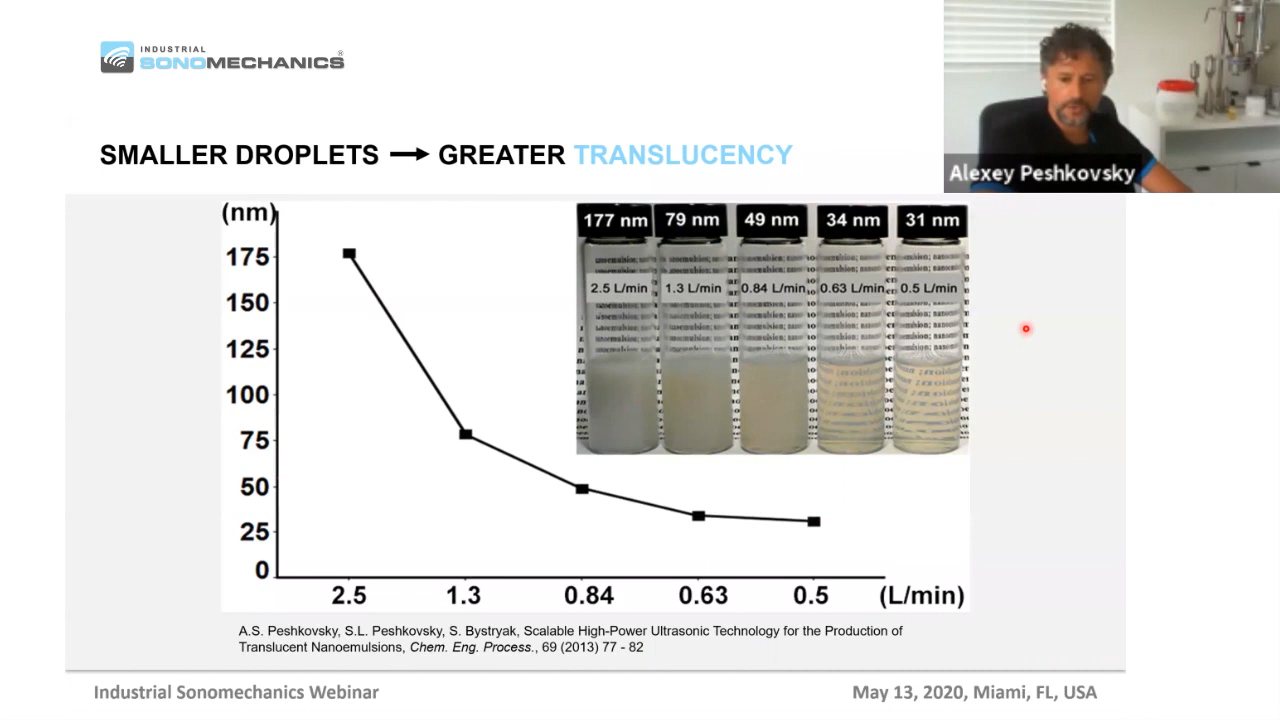 INDUSTRIAL
SONOMECHANICS®
Alexey Peshkovsky
SMALLER DROPLETS → GREATER TRANSLUCENCY
(nm)
175
150
125
100
75
50
25
0
2.5 1.3 0.84 0.63 0.5 (L/min)
177 nm 79 nm 49 nm 34 nm 31 nm
2.5 L/min 1.3 L/min 0.84 L/min 0.63 L/min 0.5 L/min
A.S. Peshkovsky, S.L. Peshkovsky, S. Bystryak, Scalable High-Power Ultrasonic Technology for the Production of
Translucent Nanoemulsions, Chem. Eng. Process., 69 (2013) 77 - 82
Industrial Sonomechanics Webinar May 13, 2020, Miami, FL, USA